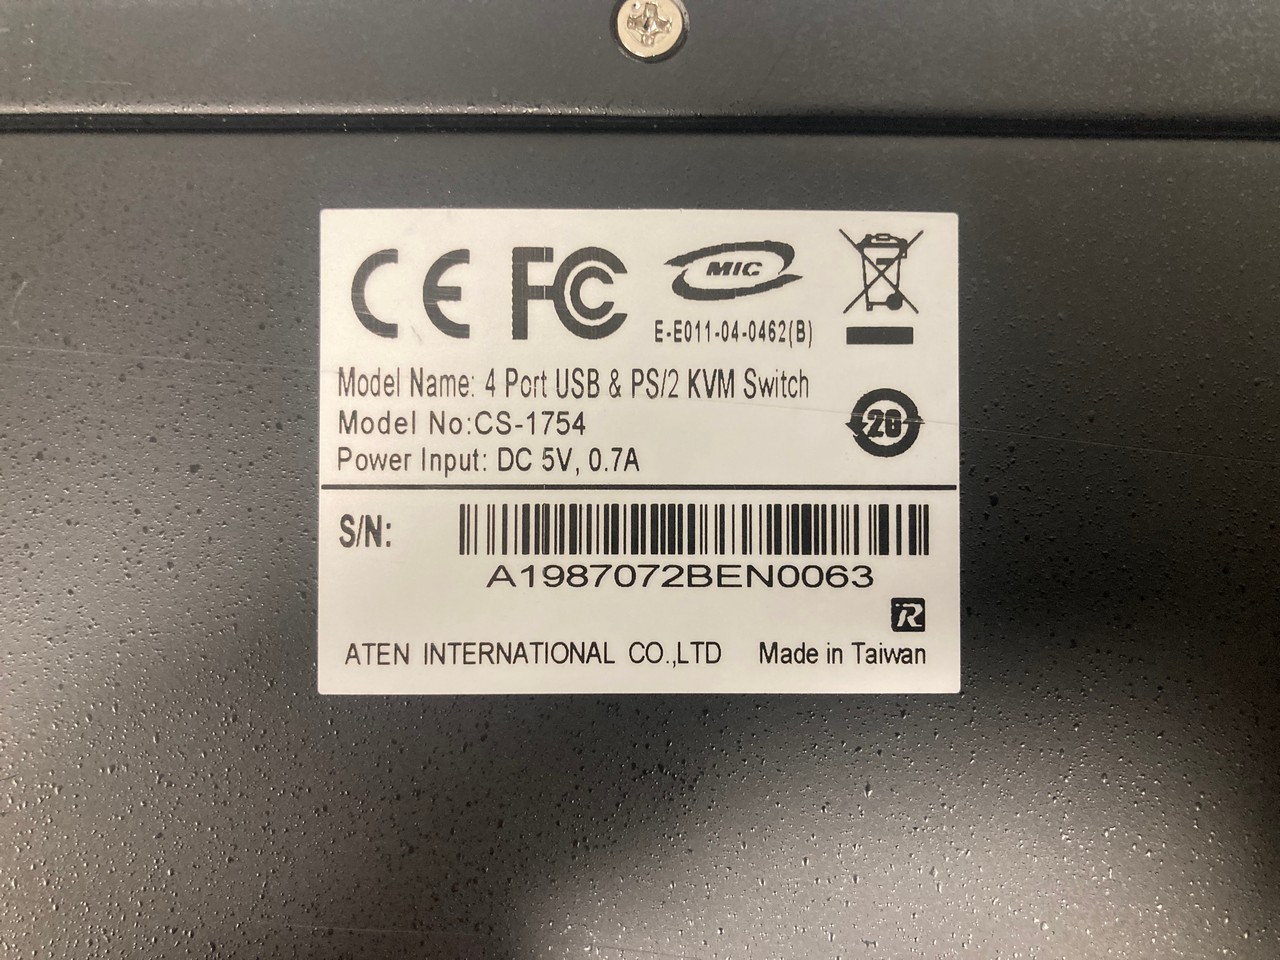 CE FC MIC
E-E011-04-0462(B)
Model Name: 4 Port USB & PS/2 KVM Switch
Model No:CS-1754
20
Power Input: DC 5V, 0.7A
S/N:
A1987072BEN0063
R
ATEN INTERNATIONAL CO.,LTD Made in Taiwan